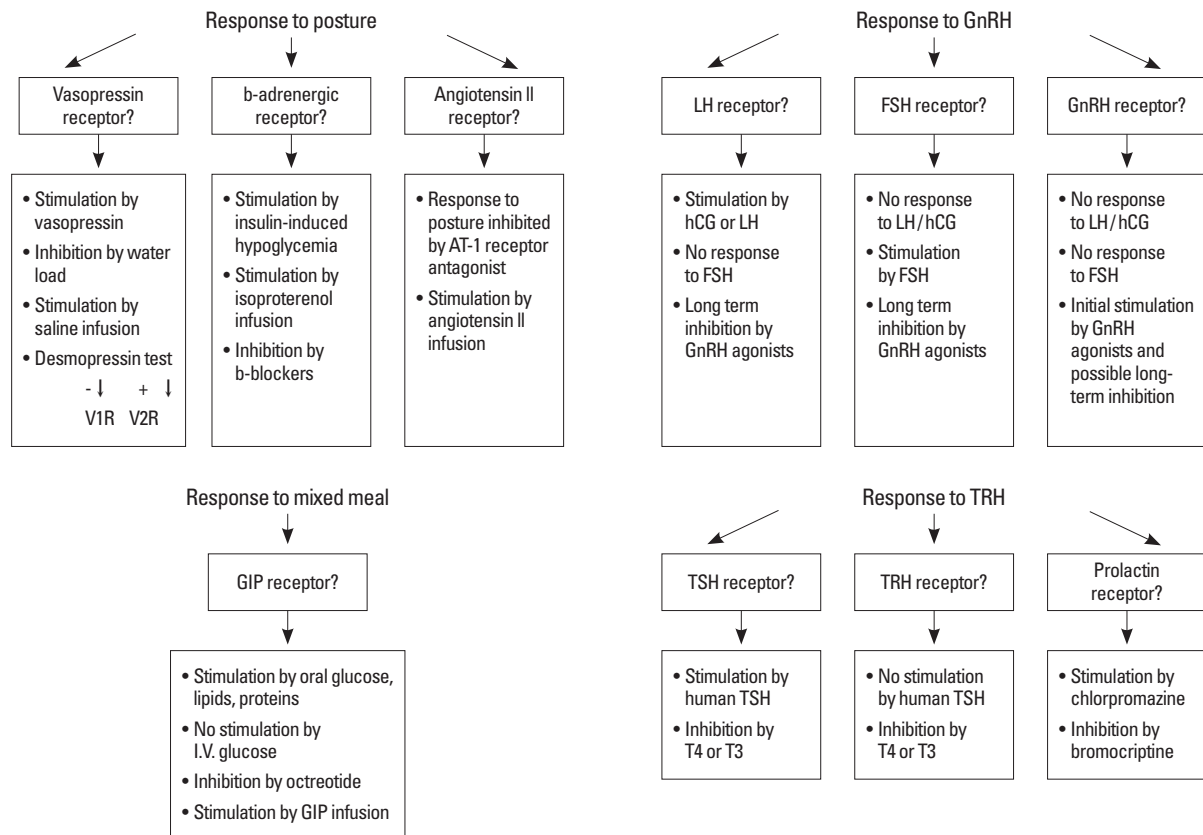 Response to posture
Vasopressin
receptor?
b-adrenergic
receptor?
Angiotensin II
receptor?
• Stimulation by
vasopressin
• Inhibition by water
load
• Stimulation by
saline infusion
• Desmopressin test
- ↓ + ↓
V1R V2R
• Stimulation by
insulin-induced
hypoglycemia
• Stimulation by
isoproterenol
infusion
• Inhibition by
b-blockers
• Response to
posture inhibited
by AT-1 receptor
antagonist
• Stimulation by
angiotensin II
infusion
Response to GnRH
LH receptor?
FSH receptor?
GnRH receptor?
• Stimulation by
hCG or LH
• No response
to FSH
• Long term
inhibition by
GnRH agonists
• No response
to LH/hCG
• Stimulation
by FSH
• Long term
inhibition by
GnRH agonists
• No response
to LH/hCG
• No response
to FSH
• Initial stimulation
by GnRH
agonists and
possible long-
term inhibition
Response to mixed meal
GIP receptor?
• Stimulation by oral glucose,
lipids, proteins
• No stimulation by
I.V. glucose
• Inhibition by octreotide
• Stimulation by GIP infusion
Response to TRH
TSH receptor?
TRH receptor?
Prolactin
receptor?
• Stimulation by
human TSH
• Inhibition by
T4 or T3
• No stimulation
by human TSH
• Inhibition by
T4 or T3
• Stimulation by
chlorpromazine
• Inhibition by
bromocriptine